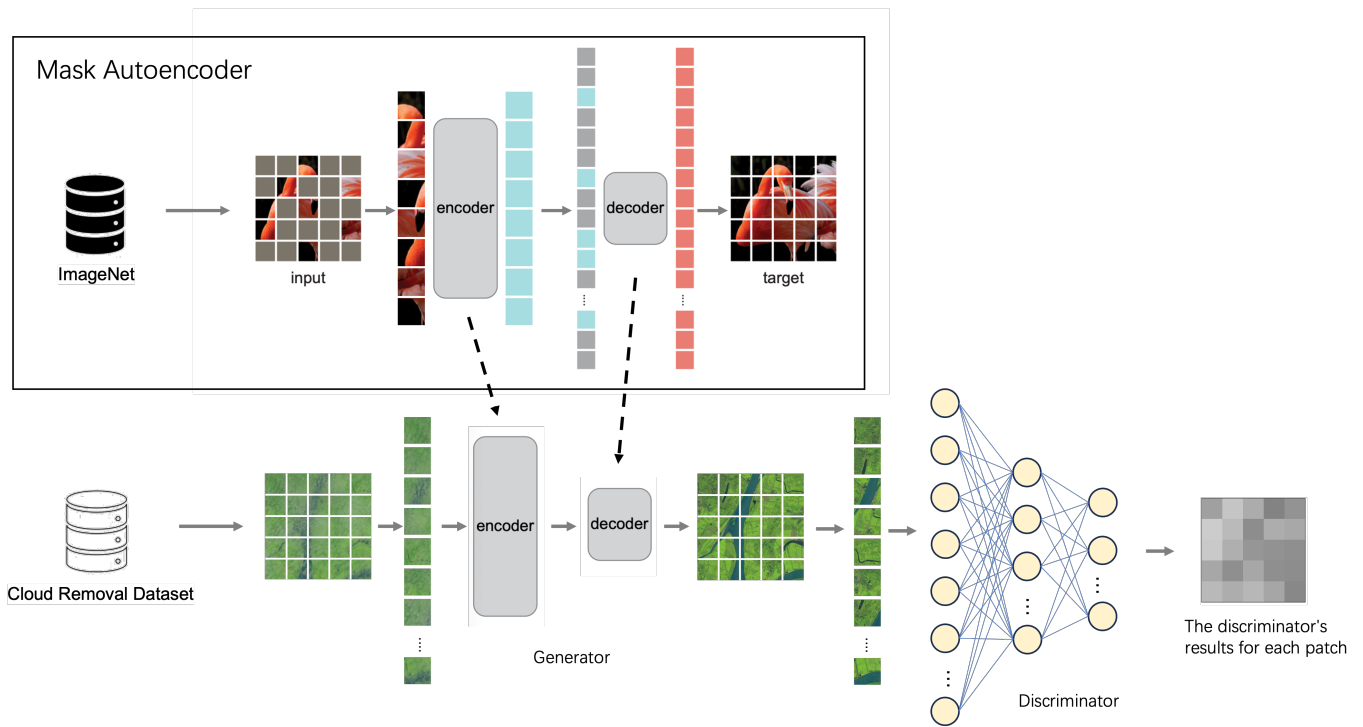 Mask Autoencoder
ImageNet
input
encoder
decoder
target
Cloud Removal Dataset
encoder
decoder
Generator
Discriminator
The discriminator's
results for each patch